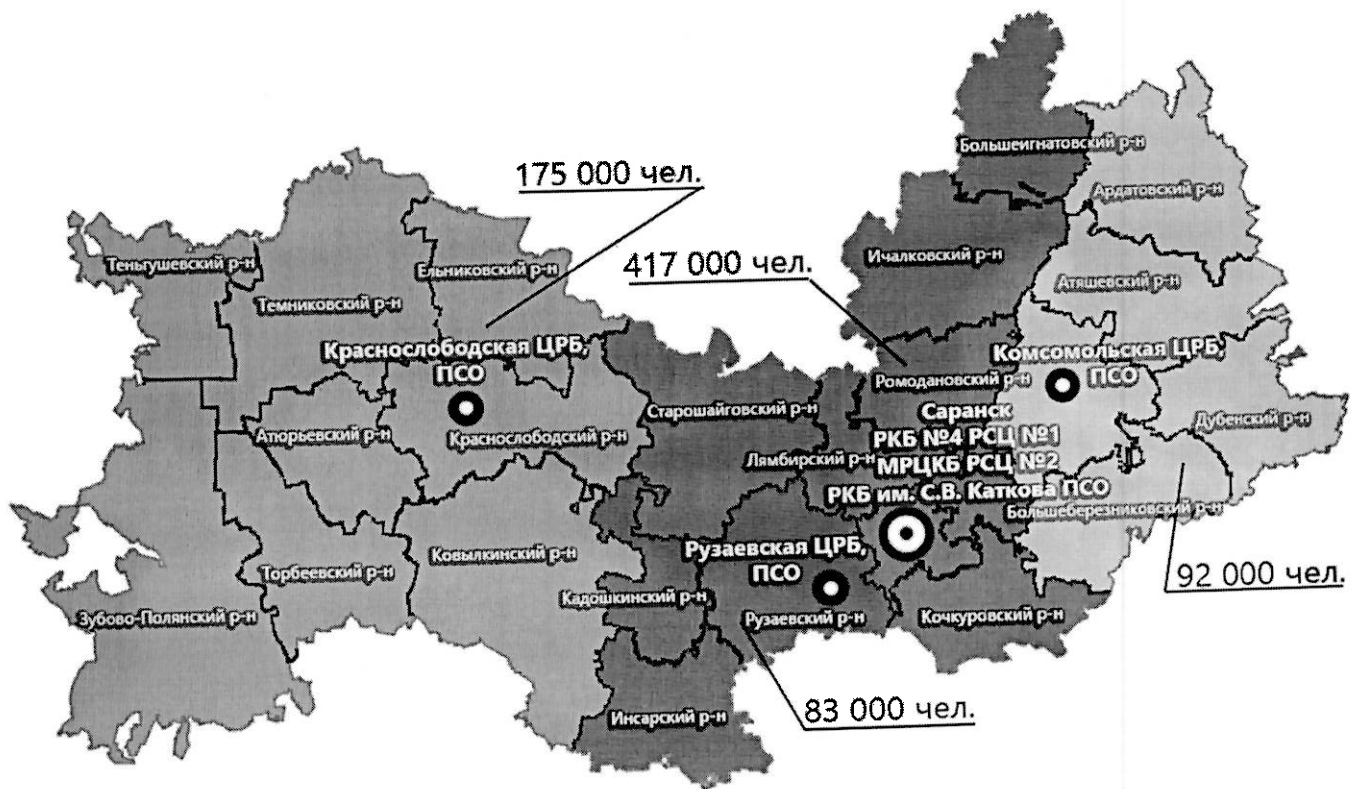 Большеигнатовский р-н
175 000 чел.
Ардатовский р-н
Теньгушевский р-н
Ельниковский р-н
417 000 чел.
Ичалковский р-н
Атяшевский р-н
Темниковский р-н
Краснослободская ЦРБ,
ПСО
Комсомольская ЦРБ,
ПСО
Ромодановский р-н
Старошайговский р-н
Саранск
РКБ №4 РСЦ №1
МРЦКБ РСЦ №2
РКБ им. С.В. Каткова ПСО
Дубенский р-н
Атюрьевский р-н
Краснослободский р-н
Лямбирский р-н
Большеберезниковский р-н
Ковылкинский р-н
Рузаевская ЦРБ,
ПСО
Торбеевский р-н
92 000 чел.
Зубово-Полянский р-н
Кадошкинский р-н
Рузаевский р-н
Кочкуровский р-н
83 000 чел.
Инсарский р-н